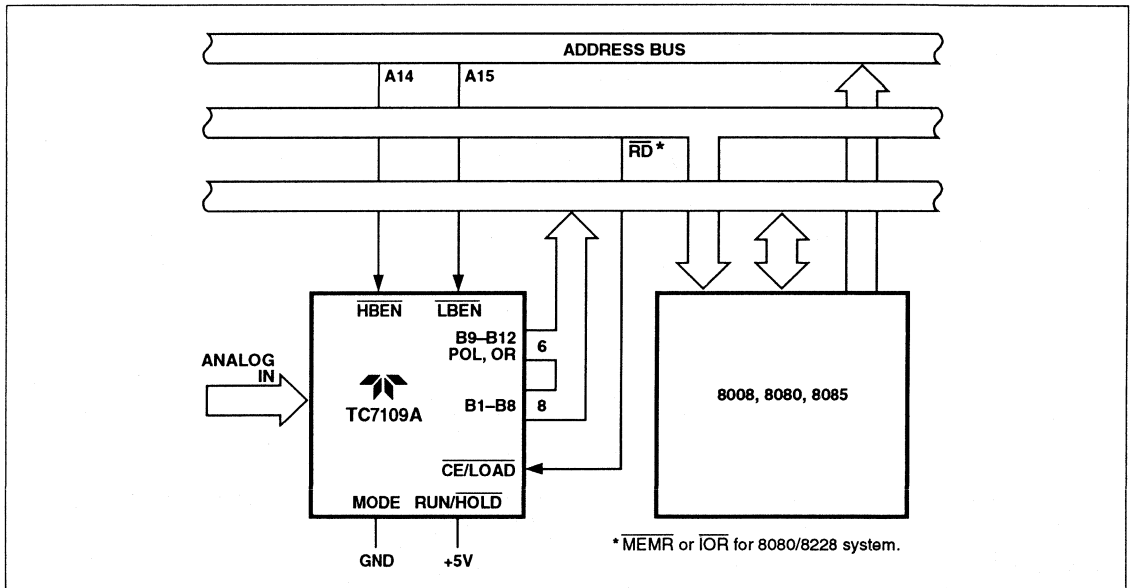 ADDRESS BUS
A14 A15
RD *
HBEN LBEN
B9–B12
POL, OR 6
ANALOG
IN
TC7109A
B1–B8 8
8008, 8080, 8085
CE/LOAD
MODE RUN/HOLD
GND +5V
* MEMR or IOR for 8080/8228 system.